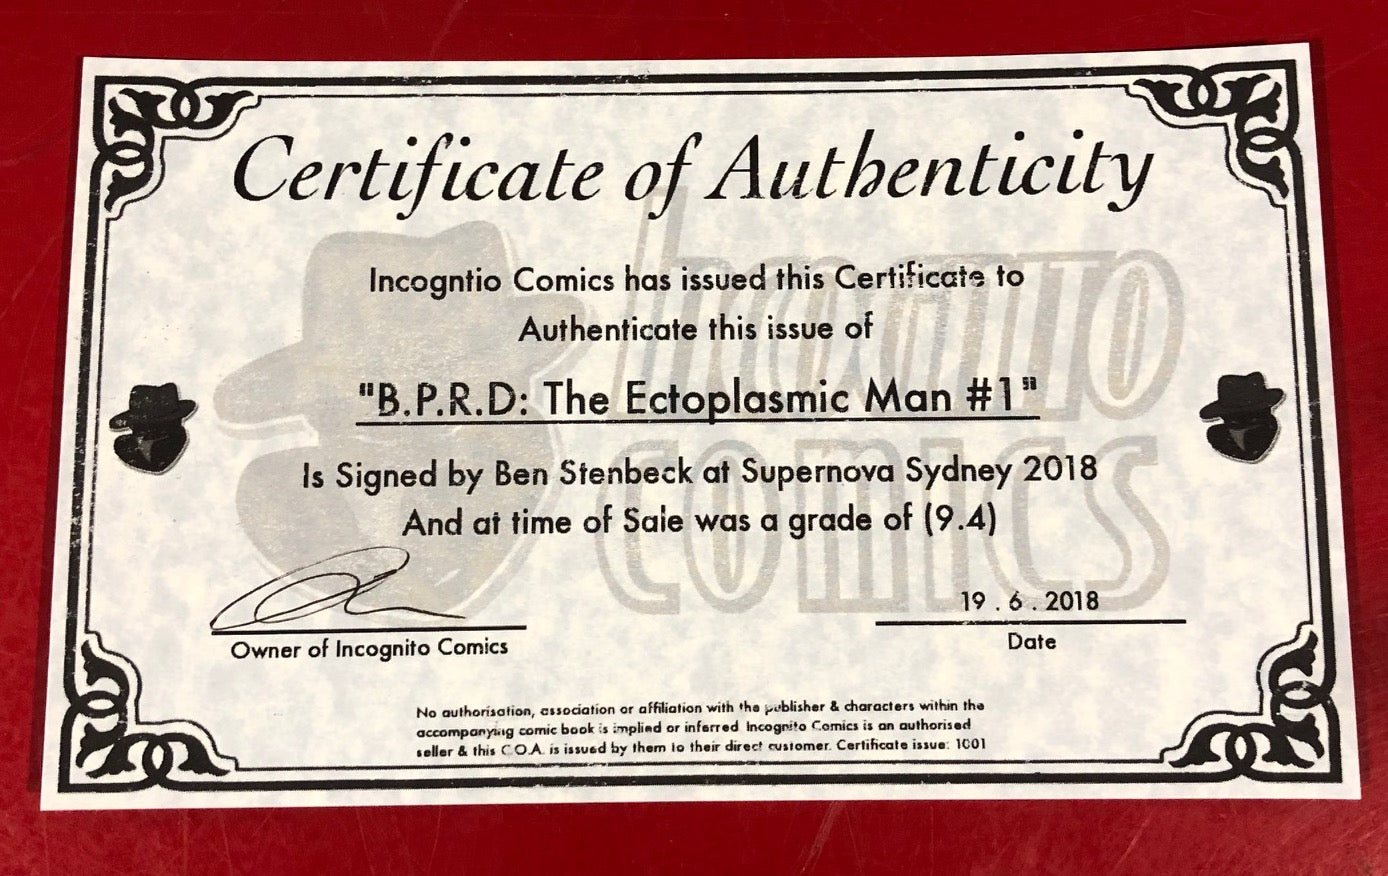 Certificate of Authenticity
Incogntio Comics has issued this Certificate to
Authenticate this issue of
"B.P.R.D: The Ectoplasmic Man #1"
Is Signed by Ben Stenbeck at Supernova Sydney 2018
And at time of Sale was a grade of (9.4)
19 . 6 . 2018
Owner of Incognito Comics
Date
No authorisation, association or affiliation with the publisher & characters within the
accompanying comic book is implied or inferred Incognito Comics is an authorised
seller & this C.O.A. is issued by them to their direct customer. Certificate issue: 1001
Incognito
Comics